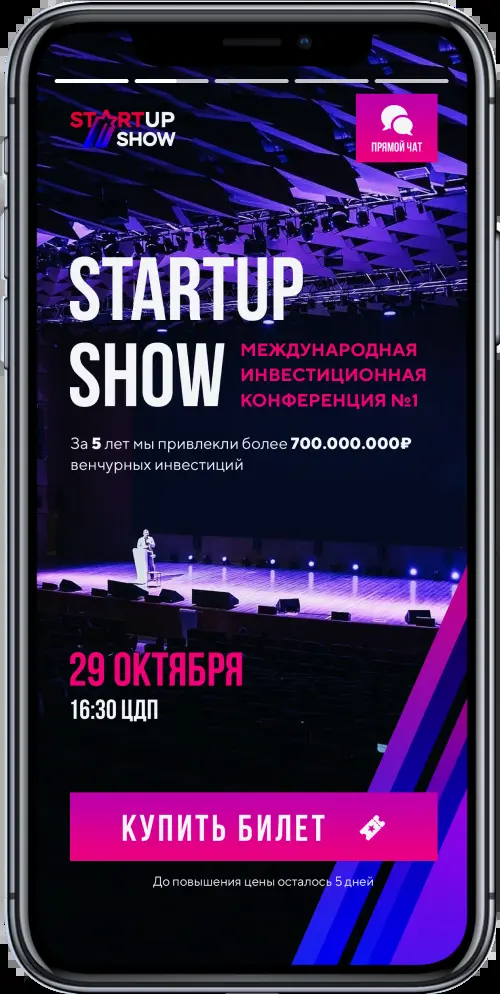 STARTUP
SHOW
ПРЯМОЙ ЧАТ
STARTUP
SHOW
МЕЖДУНАРОДНАЯ
ИНВЕСТИЦИОННАЯ
КОНФЕРЕНЦИЯ №1
За 5 лет мы привлекли более 700.000.000₽
венчурных инвестиций
29 ОКТЯБРЯ
16:30 ЦДП
КУПИТЬ БИЛЕТ
До повышения цены осталось 5 дней